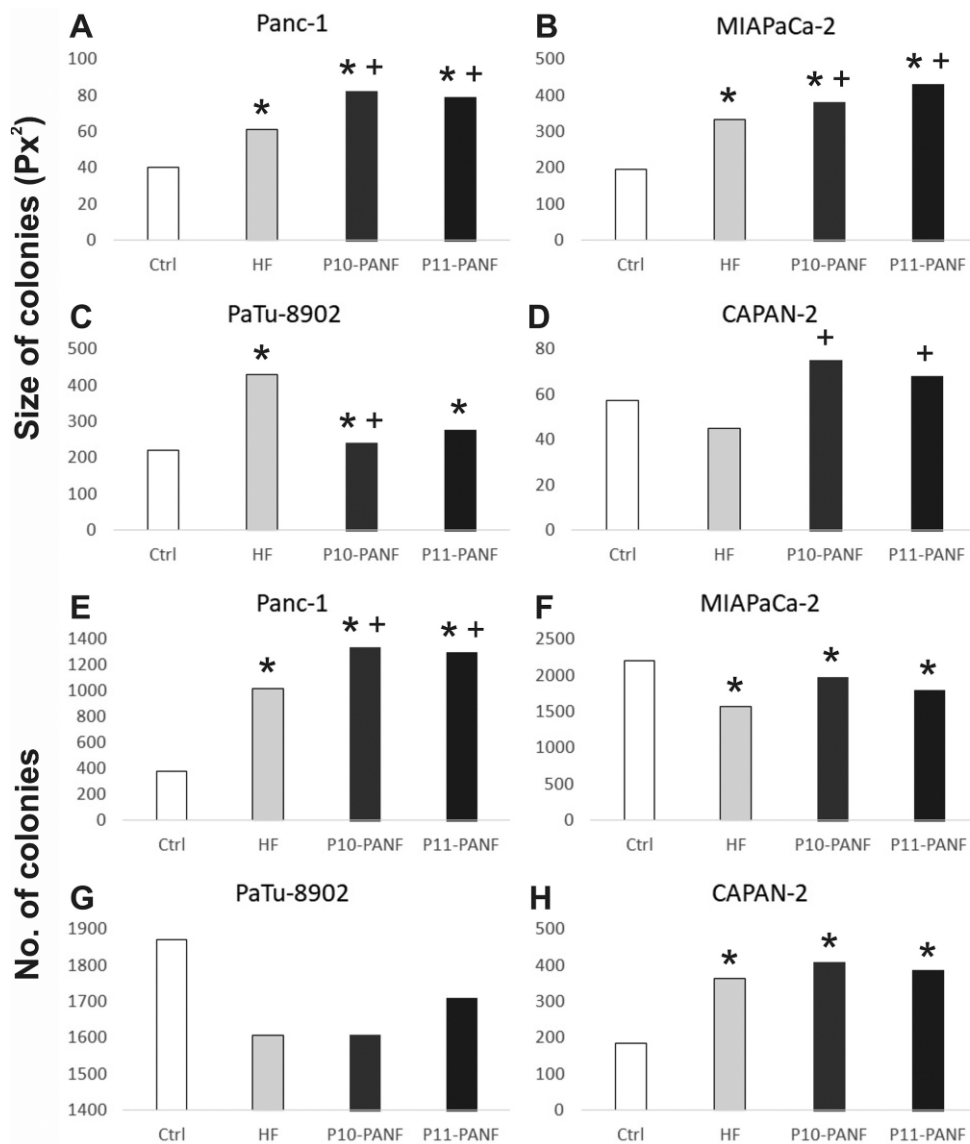 Size of colonies (Px²)
No. of colonies
A Panc-1
100
80
60
40
20
0
* * + * +
Ctrl HF P10-PANF P11-PANF
B MIAPaCa-2
500
400
300
200
100
0
* * + * +
Ctrl HF P10-PANF P11-PANF
C PaTu-8902
500
400
300
200
100
0
* * + *
Ctrl HF P10-PANF P11-PANF
D CAPAN-2
80
60
40
20
0
+ +
Ctrl HF P10-PANF P11-PANF
E Panc-1
1400
1200
1000
800
600
400
200
0
* * + * +
Ctrl HF P10-PANF P11-PANF
F MIAPaCa-2
2500
2000
1500
1000
500
0
* * *
Ctrl HF P10-PANF P11-PANF
G PaTu-8902
1900
1800
1700
1600
1500
1400
Ctrl HF P10-PANF P11-PANF
H CAPAN-2
500
400
300
200
100
0
* * *
Ctrl HF P10-PANF P11-PANF